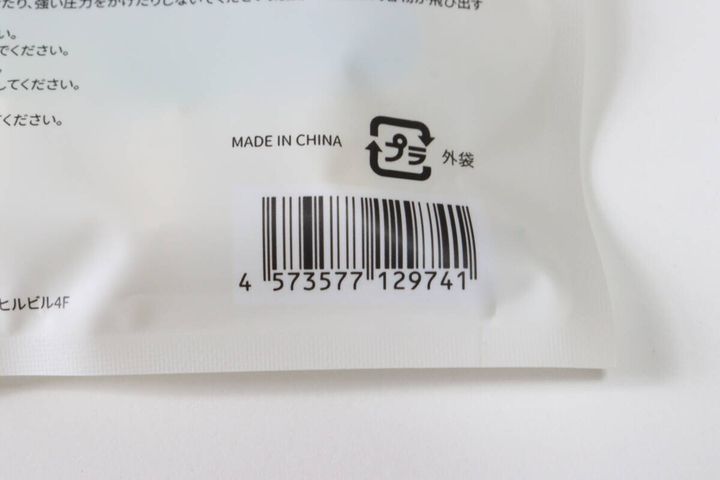 だり、強い圧力をかけたりしないでください
い。
でください。
してください。
ください。
MADE IN CHINA
プラ
外袋
4 573577 129741
ヒルビル4F